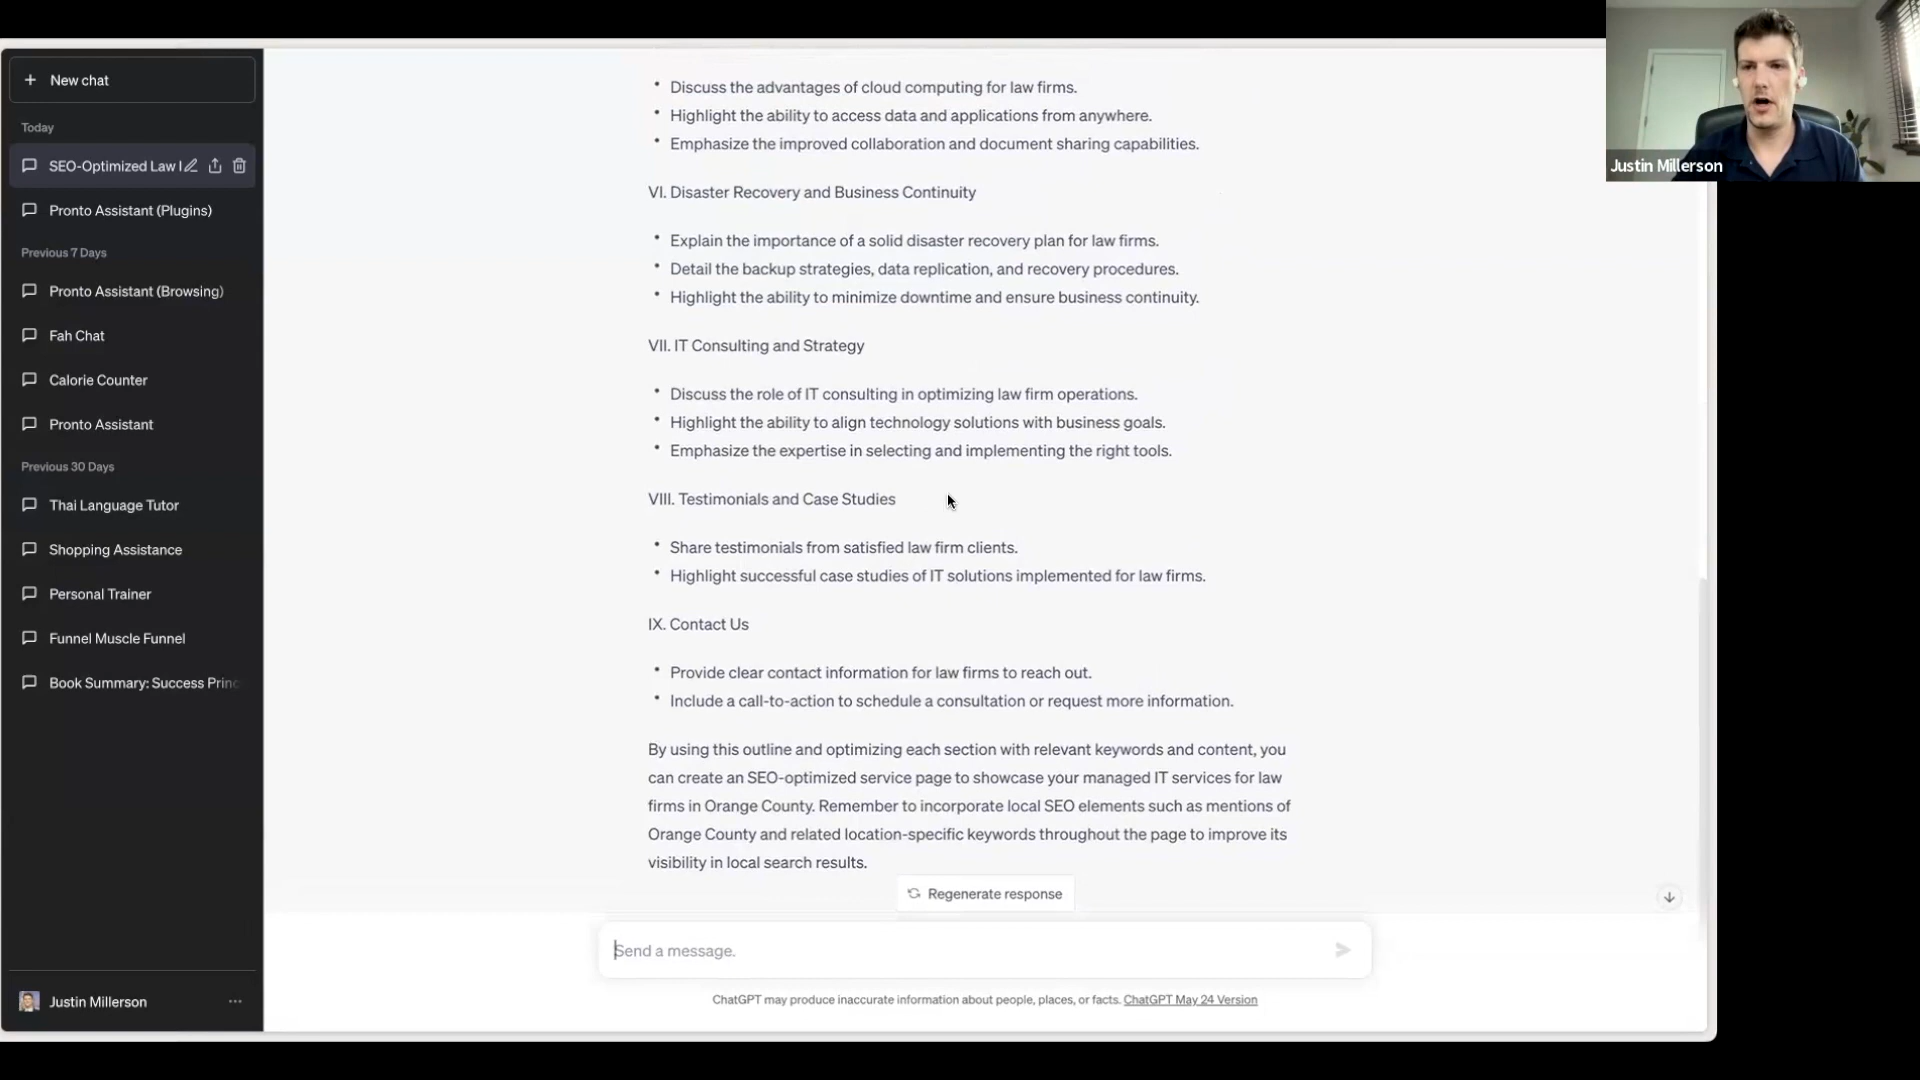 New chat
Today
SEO-Optimized Law
Pronto Assistant (Plugins)
Previous 7 Days
Pronto Assistant (Browsing)
Fah Chat
Calorie Counter
Pronto Assistant
Previous 30 Days
Thai Language Tutor
Shopping Assistance
Personal Trainer
Funnel Muscle Funnel
Book Summary: Success Princ
Justin Millerson
• Discuss the advantages of cloud computing for law firms.
• Highlight the ability to access data and applications from anywhere.
• Emphasize the improved collaboration and document sharing capabilities.
VI. Disaster Recovery and Business Continuity
• Explain the importance of a solid disaster recovery plan for law firms.
• Detail the backup strategies, data replication, and recovery procedures.
• Highlight the ability to minimize downtime and ensure business continuity.
VII. IT Consulting and Strategy
• Discuss the role of IT consulting in optimizing law firm operations.
• Highlight the ability to align technology solutions with business goals.
• Emphasize the expertise in selecting and implementing the right tools.
VIII. Testimonials and Case Studies
• Share testimonials from satisfied law firm clients.
• Highlight successful case studies of IT solutions implemented for law firms.
IX. Contact Us
• Provide clear contact information for law firms to reach out.
• Include a call-to-action to schedule a consultation or request more information.
By using this outline and optimizing each section with relevant keywords and content, you
can create an SEO-optimized service page to showcase your managed IT services for law
firms in Orange County. Remember to incorporate local SEO elements such as mentions of
Orange County and related location-specific keywords throughout the page to improve its
visibility in local search results.
Regenerate response
Send a message.
ChatGPT may produce inaccurate information about people, places, or facts. ChatGPT May 24 Version
Justin Millerson